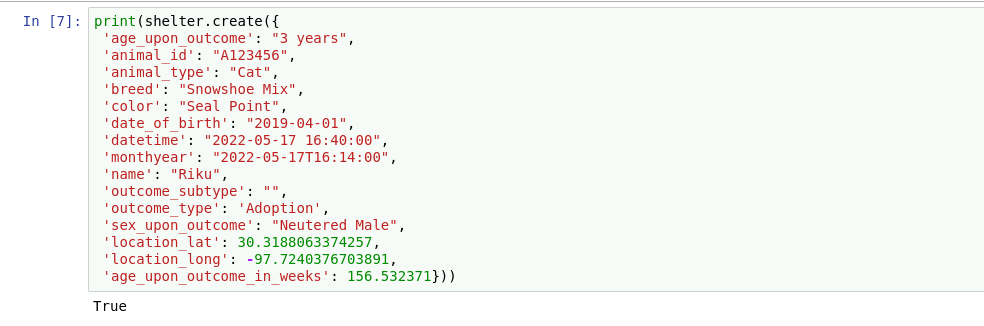 In [7]: print(shelter.create({
'age_upon_outcome': "3 years",
'animal_id': "A123456",
'animal_type': "Cat",
'breed': "Snowshoe Mix",
'color': "Seal Point",
'date_of_birth': "2019-04-01",
'datetime': "2022-05-17 16:40:00",
'monthyear': "2022-05-17T16:14:00",
'name': "Riku",
'outcome_subtype': "",
'outcome_type': 'Adoption',
'sex_upon_outcome': "Neutered Male",
'location_lat': 30.3188063374257,
'location_long': -97.7240376703891,
'age_upon_outcome_in_weeks': 156.532371}))
True